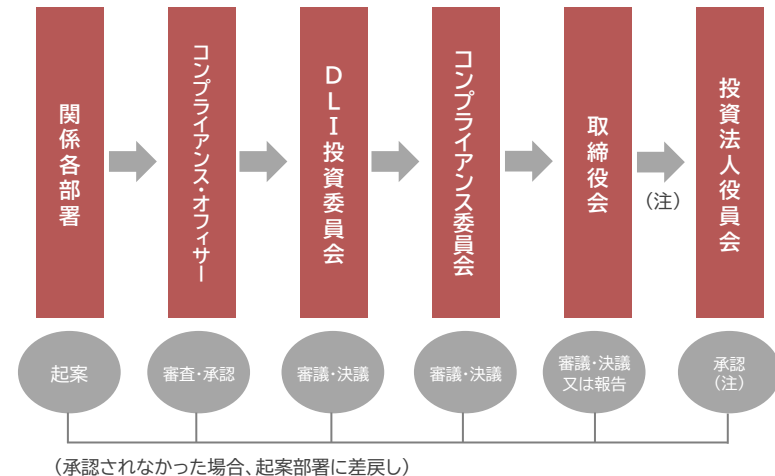 関係各部署
コンプライアンス・オフィサー
DLI投資委員会
コンプライアンス委員会
取締役会
(注)
投資法人役員会
起案
審査・承認
審議・決議
審議・決議
審議・決議
又は報告
承認
(注)
(承認されなかった場合、起案部署に差戻し)